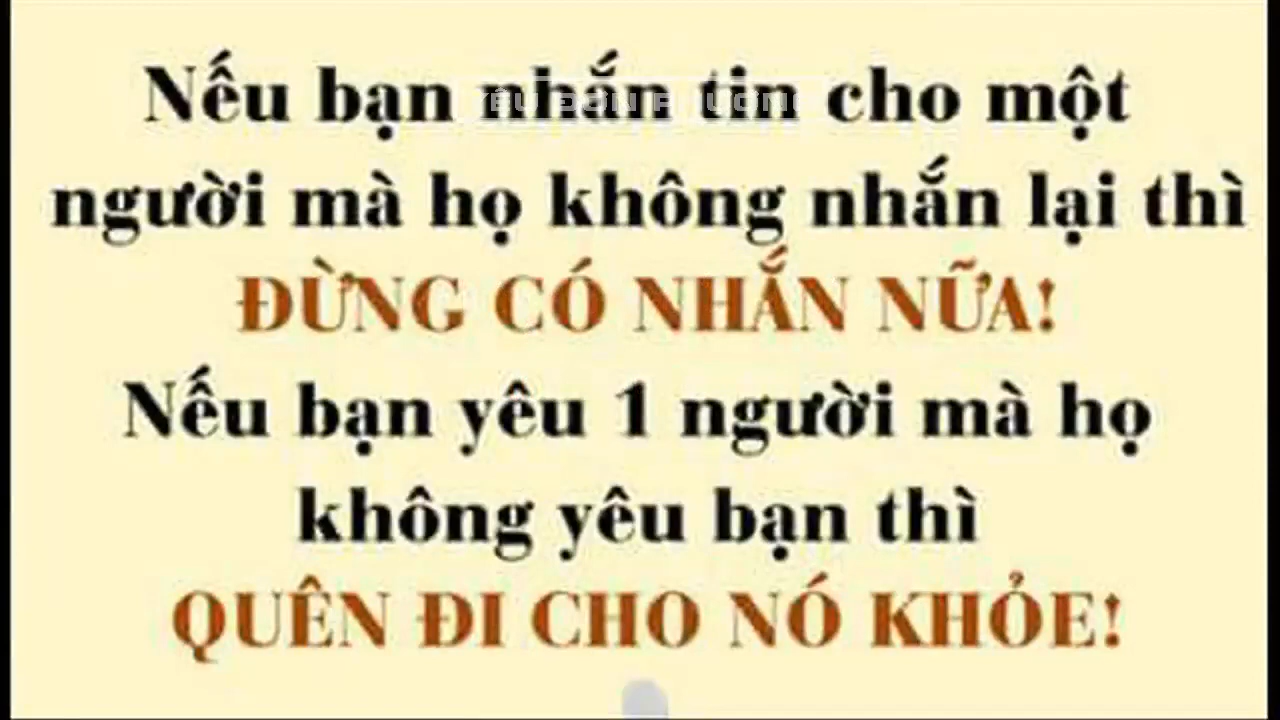 Nếu bạn nhắn tin cho một
người mà họ không nhắn lại thì
ĐỪNG CÓ NHẮN NỮA!
Nếu bạn yêu 1 người mà họ
không yêu bạn thì
QUÊN ĐI CHO NÓ KHỎE!